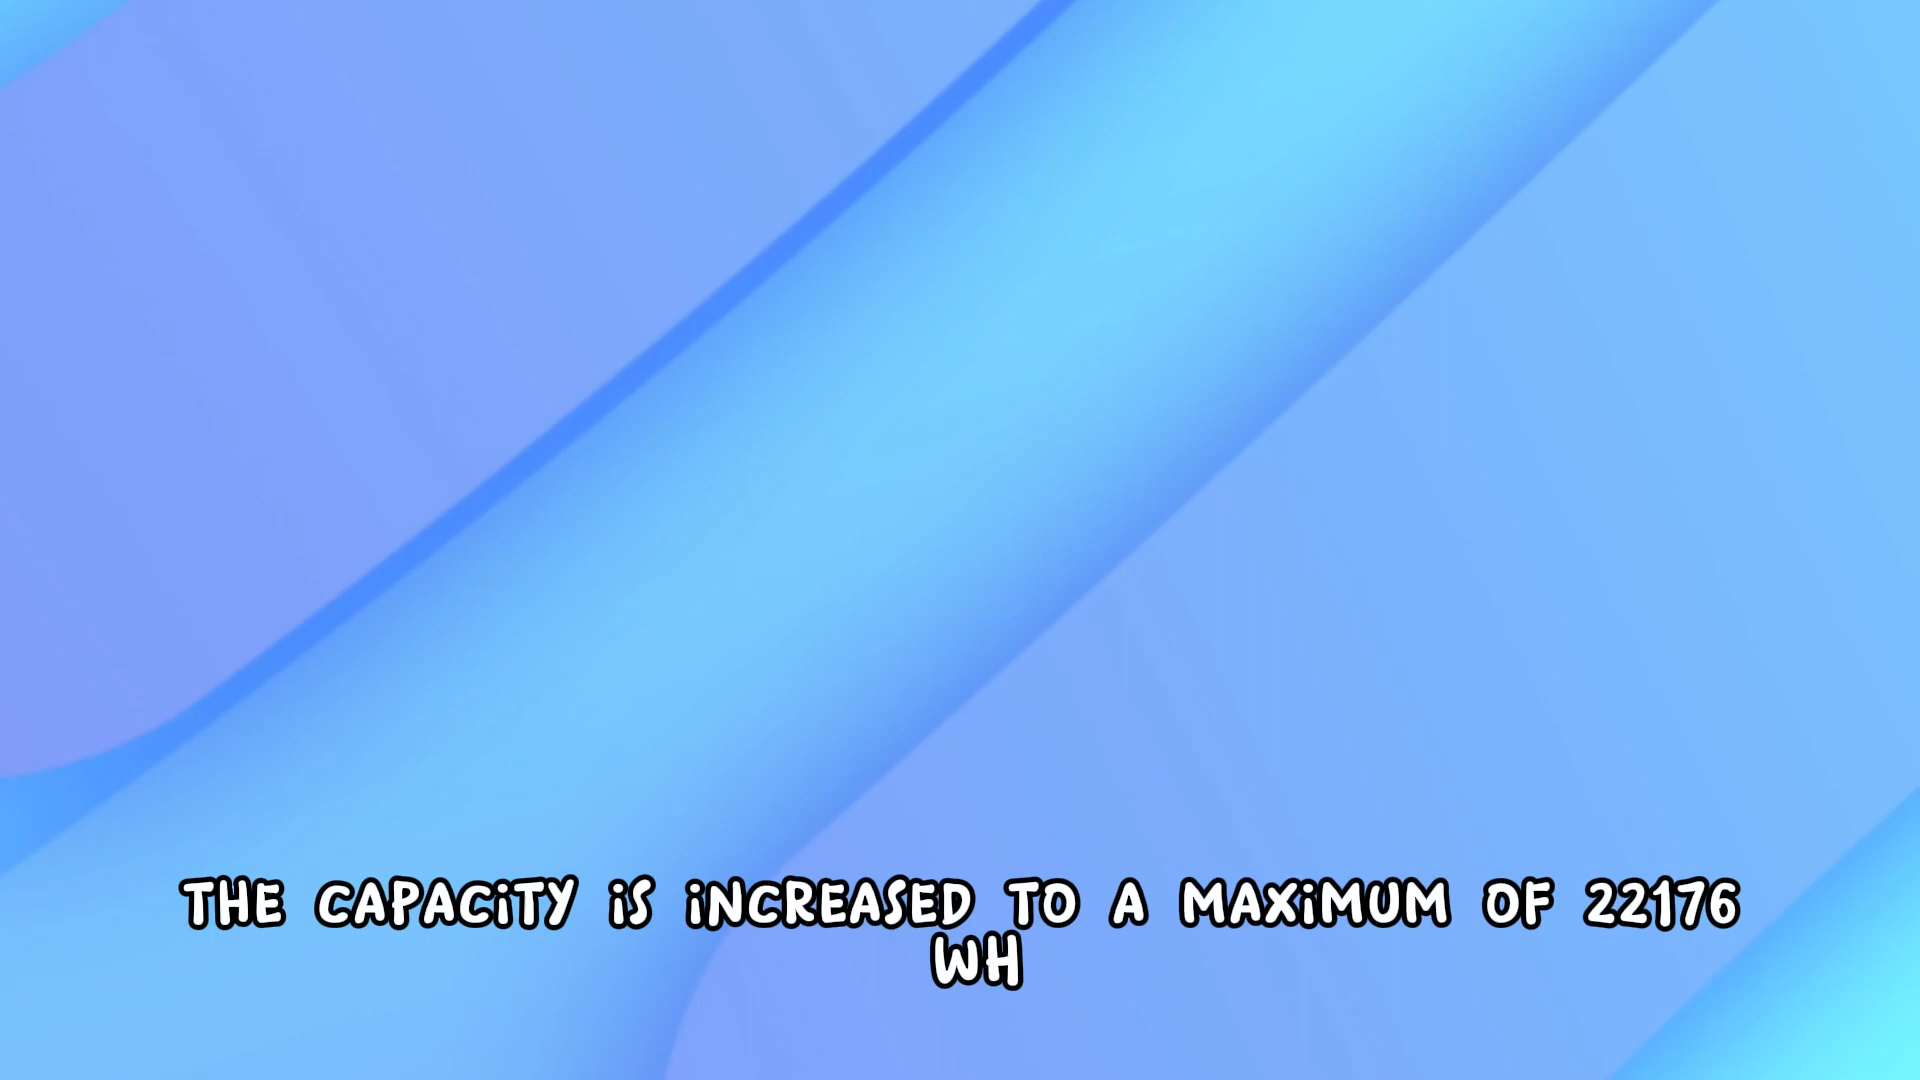 THE CAPACITY IS INCREASED TO A MAXIMUM OF 22176
WH